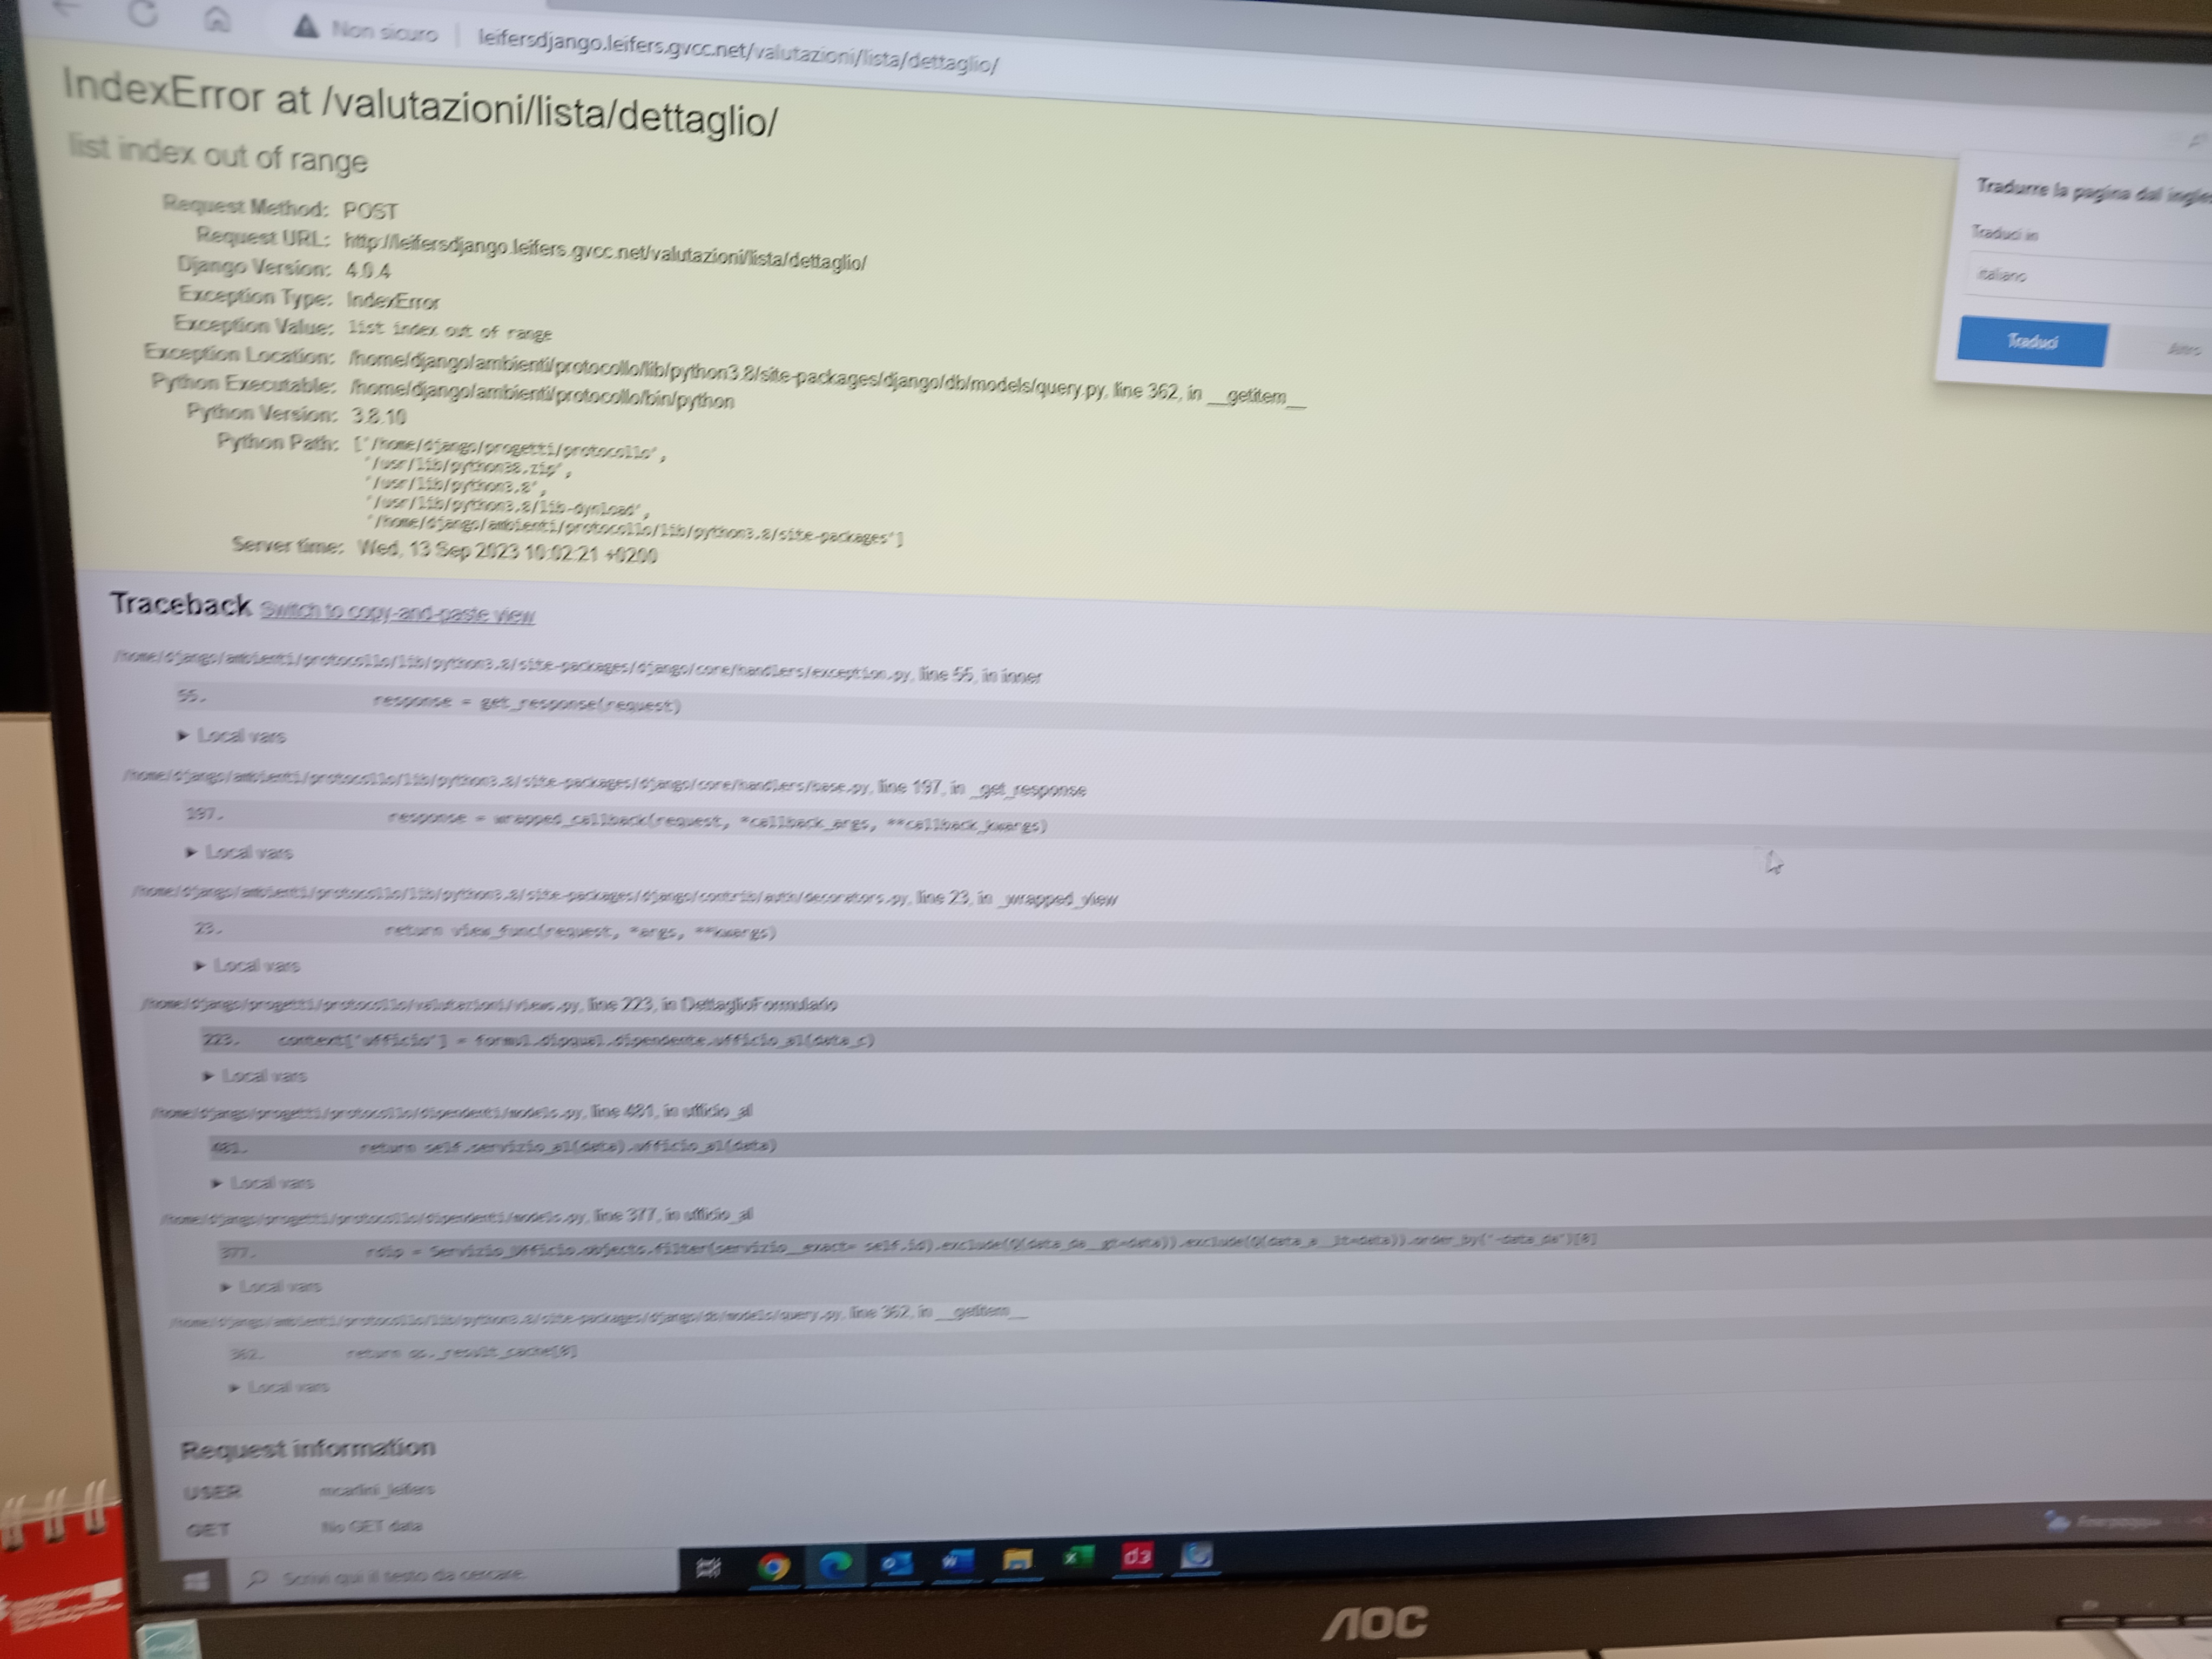 Non sicuro | leifersdjango.leifers.gvcc.net/valutazioni/lista/dettaglio/
IndexError at /valutazioni/lista/dettaglio/
list index out of range
Request Method: POST
Request URL: http://leifersdjango.leifers.gvcc.net/valutazioni/lista/dettaglio/
Django Version: 4.0.4
Exception Type: IndexError
Exception Value: list index out of range
Exception Location: /home/django/ambienti/protocollo/lib/python3.8/site-packages/django/db/models/query.py, line 362, in __getitem__
Python Executable: /home/django/ambienti/protocollo/bin/python
Python Version: 3.8.10
Python Path: ['/home/django/progetti/protocollo',
'/usr/lib/python38.zip',
'/usr/lib/python3.8',
'/usr/lib/python3.8/lib-dynload',
'/home/django/ambienti/protocollo/lib/python3.8/site-packages']
Server time: Wed, 13 Sep 2023 10:02:21 +0200
Tradurre la pagina dal
Traduci in
italiano
Traduci
Traceback Switch to copy-and-paste view
/home/django/ambienti/protocollo/lib/python3.8/site-packages/django/core/handlers/exception.py, line 55, in inner
55. response = get_response(request)
▶ Local vars
/home/django/ambienti/protocollo/lib/python3.8/site-packages/django/core/handlers/base.py, line 197, in _get_response
197. response = wrapped_callback(request, *callback_args, **callback_kwargs)
▶ Local vars
/home/django/ambienti/protocollo/lib/python3.8/site-packages/django/contrib/auth/decorators.py, line 23, in _wrapped_view
23. return view_func(request, *args, **kwargs)
▶ Local vars
/home/django/progetti/protocollo/valutazioni/views.py, line 223, in DettaglioFormulario
223. context['ufficio'] = formul.dipqual.dipendente.ufficio_al(data_c)
▶ Local vars
/home/django/progetti/protocollo/dipendenti/models.py, line 481, in ufficio_al
481. return self.servizio_al(data).ufficio_al(data)
▶ Local vars
/home/django/progetti/protocollo/dipendenti/models.py, line 377, in ufficio_al
377. rdip = Servizio_Ufficio.objects.filter(servizio__exact= self.id).exclude(Q(data_da__gt=data)).exclude(Q(data_a__lt=data)).order_by('-data_da')[0]
▶ Local vars
/home/django/ambienti/protocollo/lib/python3.8/site-packages/django/db/models/query.py, line 362, in __getitem__
362. return qs._result_cache[0]
▶ Local vars
Request information
USER mcarlini_leifers
GET No GET data
Scrivi qui il testo da cercare.
d3
AOC